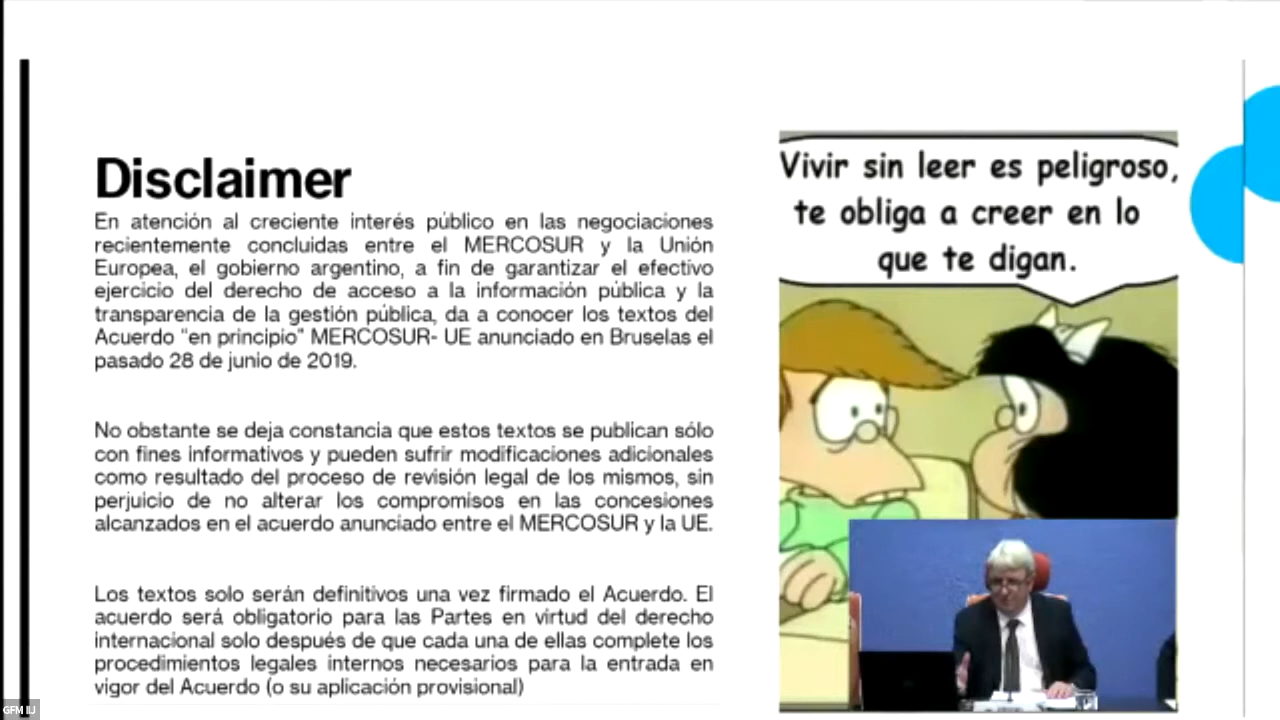 Disclaimer
En atención al creciente interés público en las negociaciones
recientemente concluidas entre el MERCOSUR y la Unión
Europea, el gobierno argentino, a fin de garantizar el efectivo
ejercicio del derecho de acceso a la información pública y la
transparencia de la gestión pública, da a conocer los textos del
Acuerdo "en principio" MERCOSUR- UE anunciado en Bruselas el
pasado 28 de junio de 2019.
No obstante se deja constancia que estos textos se publican sólo
con fines informativos y pueden sufrir modificaciones adicionales
como resultado del proceso de revisión legal de los mismos, sin
perjuicio de no alterar los compromisos en las concesiones
alcanzados en el acuerdo anunciado entre el MERCOSUR y la UE.
Los textos solo serán definitivos una vez firmado el Acuerdo. El
acuerdo será obligatorio para las Partes en virtud del derecho
internacional solo después de que cada una de ellas complete los
procedimientos legales internos necesarios para la entrada en
vigor del Acuerdo (o su aplicación provisional)
Vivir sin leer es peligroso,
te obliga a creer en lo
que te digan.
GFM IIJ